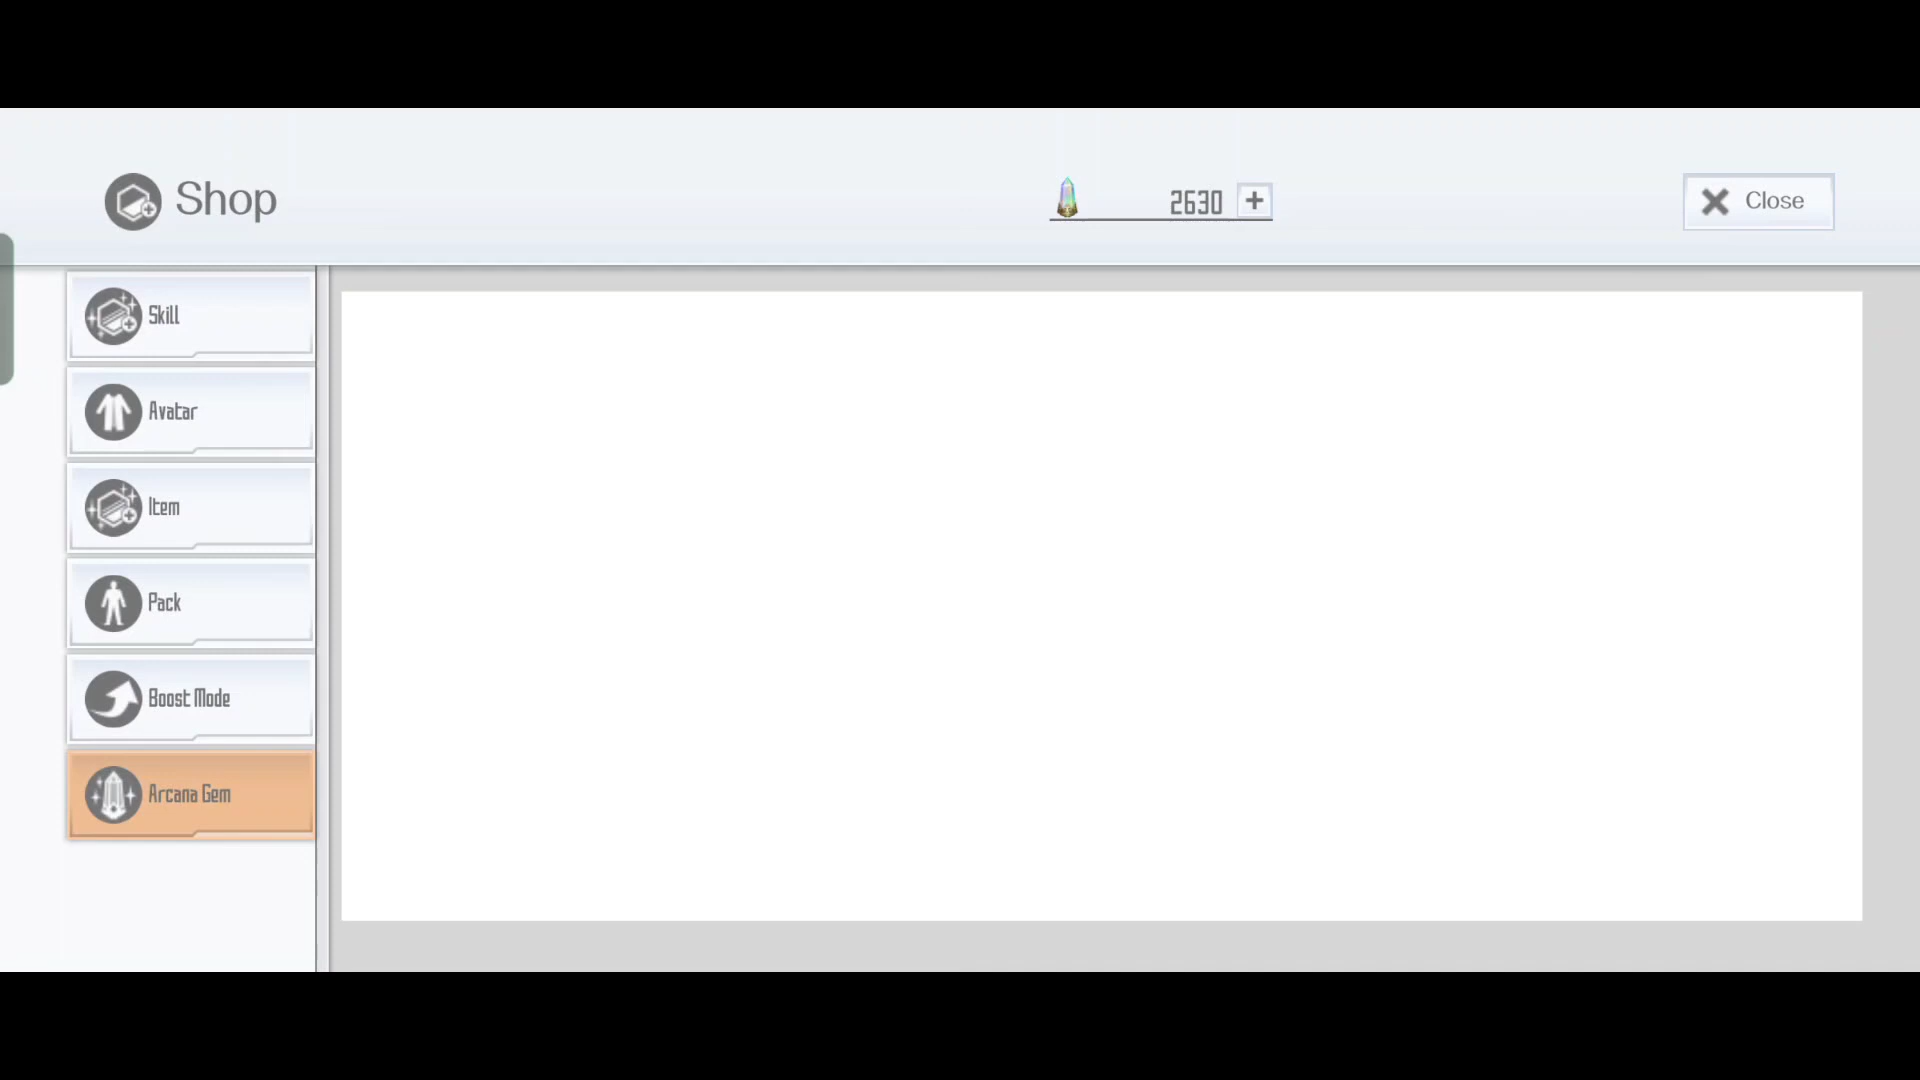 Shop
2630
Close
Skill
Avatar
Item
Pack
Boost Mode
Arcana Gem